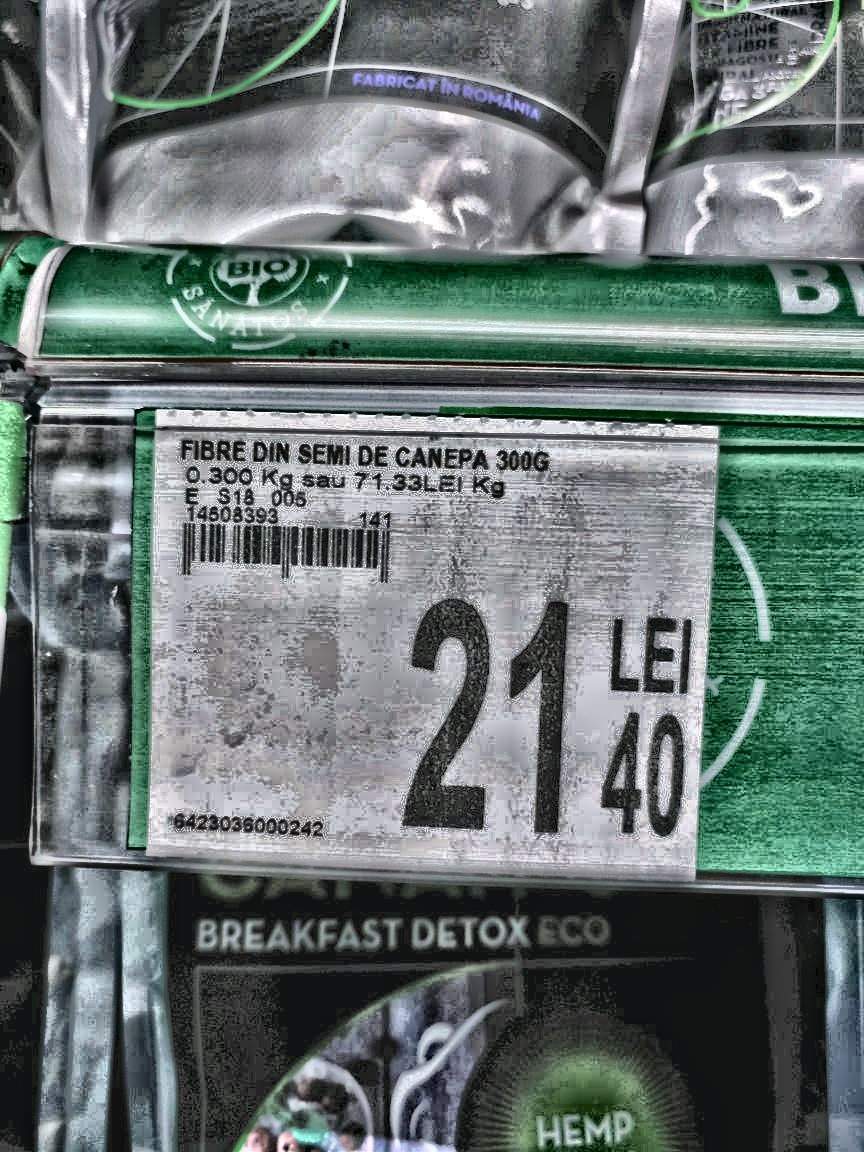 FABRICAT ÎN ROMÂNIA
FIBRE
BIO
SĂNĂTOS
FIBRE DIN SEMI DE CANEPA 300G
0.300 Kg sau 71.33LEI Kg
E S18 005
14508393 141
21 LEI 40
6423036000242
BREAKFAST DETOX ECO
HEMP